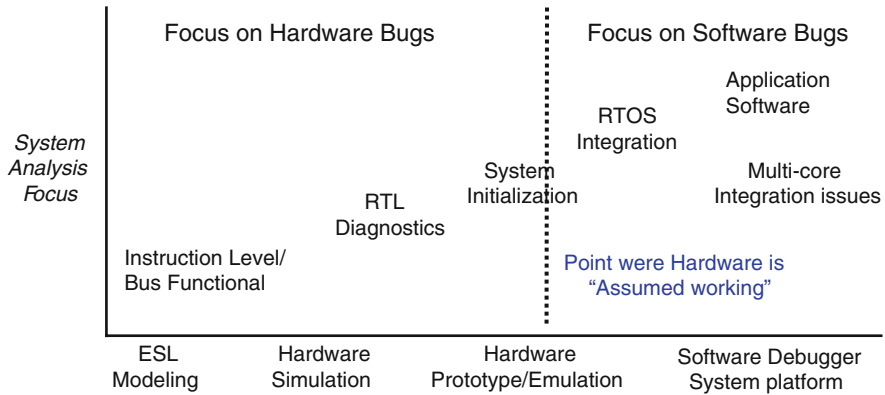 Focus on Hardware Bugs
Focus on Software Bugs
Application
Software
RTOS
Integration
System
Analysis
Focus
System
Initialization
Multi-core
Integration issues
RTL
Diagnostics
Instruction Level/
Bus Functional
Point were Hardware is
“Assumed working”
ESL
Modeling
Hardware
Simulation
Hardware
Prototype/Emulation
Software Debugger
System platform